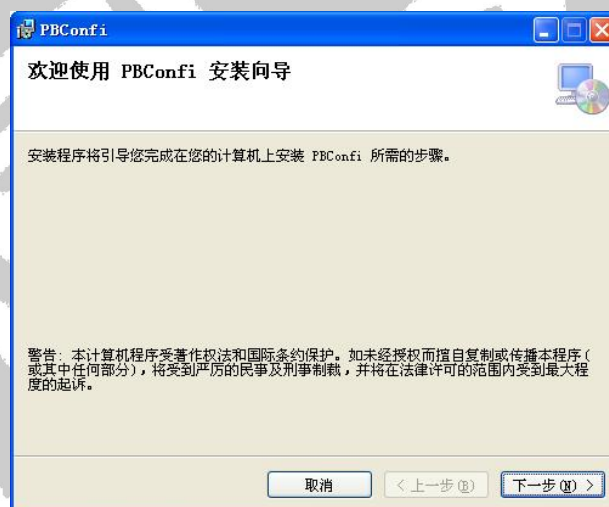 PBConfi
欢迎使用 PBConfi 安装向导
安装程序将引导您完成在您的计算机上安装 PBConfi 所需的步骤。
警告: 本计算机程序受著作权法和国际条约保护。如未经授权而擅自复制或传播本程序(
或其中任何部分),将受到严厉的民事及刑事制裁,并将在法律许可的范围内受到最大程
度的起诉。
取消
< 上一步(B)
下一步(N) >